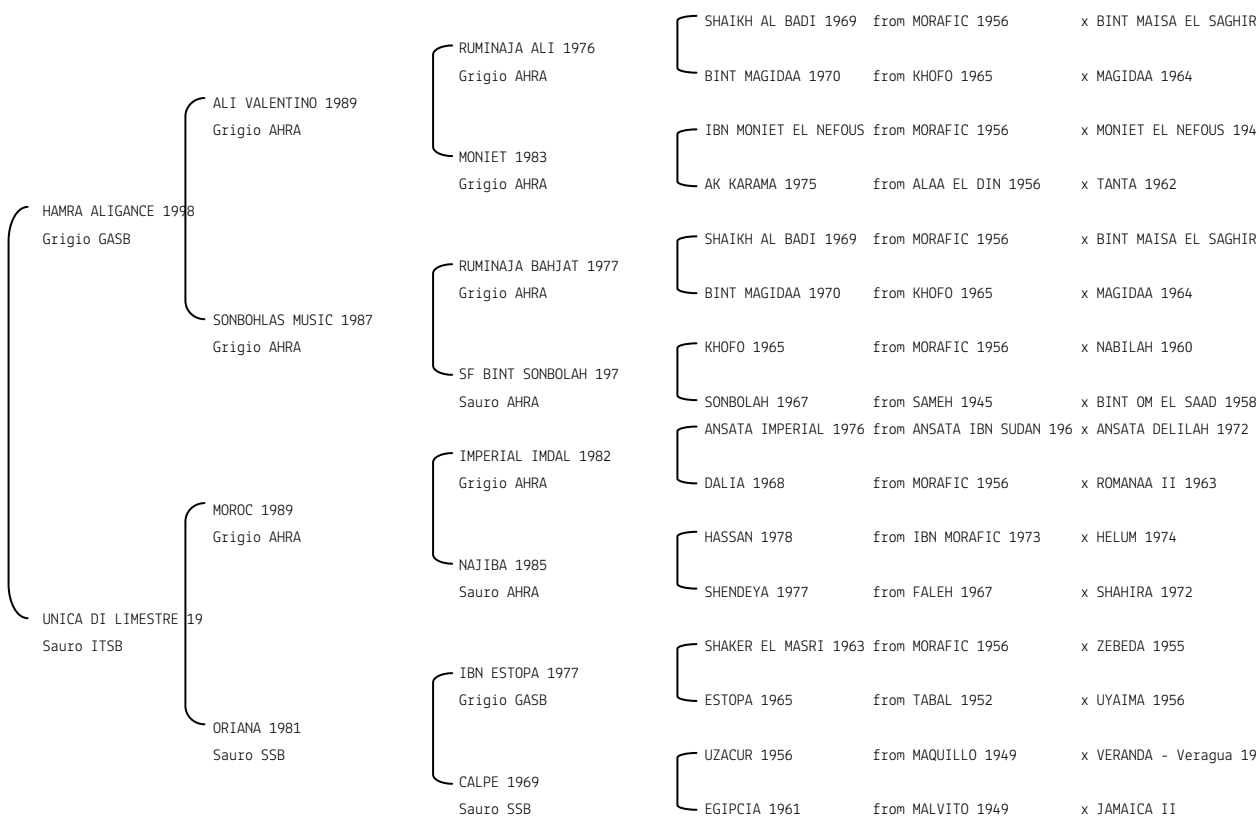 SHAIKH AL BADI 1969 from MORAFIC 1956 x BINT MAISA EL SAGHIR
RUMINAJA ALI 1976
Grigio AHRA
BINT MAGIDAA 1970 from KHOFO 1965 x MAGIDAA 1964
ALI VALENTINO 1989
Grigio AHRA
IBN MONIET EL NEFOUS from MORAFIC 1956 x MONIET EL NEFOUS 194
MONIET 1983
Grigio AHRA
AK KARAMA 1975 from ALAA EL DIN 1956 x TANTA 1962
HAMRA ALIGANCE 1998
Grigio GASB
SHAIKH AL BADI 1969 from MORAFIC 1956 x BINT MAISA EL SAGHIR
RUMINAJA BAHJAT 1977
Grigio AHRA
BINT MAGIDAA 1970 from KHOFO 1965 x MAGIDAA 1964
SONBOHLAS MUSIC 1987
Grigio AHRA
KHOFO 1965 from MORAFIC 1956 x NABILAH 1960
SF BINT SONBOLAH 197
Sauro AHRA
SONBOLAH 1967 from SAMEH 1945 x BINT OM EL SAAD 1958
ANSATA IMPERIAL 1976 from ANSATA IBN SUDAN 196 x ANSATA DELILAH 1972
IMPERIAL IMDAL 1982
Grigio AHRA
DALIA 1968 from MORAFIC 1956 x ROMANAA II 1963
MOROC 1989
Grigio AHRA
HASSAN 1978 from IBN MORAFIC 1973 x HELUM 1974
NAJIBA 1985
Sauro AHRA
SHENDEYA 1977 from FALEH 1967 x SHAHIRA 1972
UNICA DI LIMESTRE 19
Sauro ITSB
SHAKER EL MASRI 1963 from MORAFIC 1956 x ZEBEDA 1955
IBN ESTOPA 1977
Grigio GASB
ESTOPA 1965 from TABAL 1952 x UYAIMA 1956
ORIANA 1981
Sauro SSB
UZACUR 1956 from MAQUILLO 1949 x VERANDA - Veragua 19
CALPE 1969
Sauro SSB
EGIPCIA 1961 from MALVITO 1949 x JAMAICA II